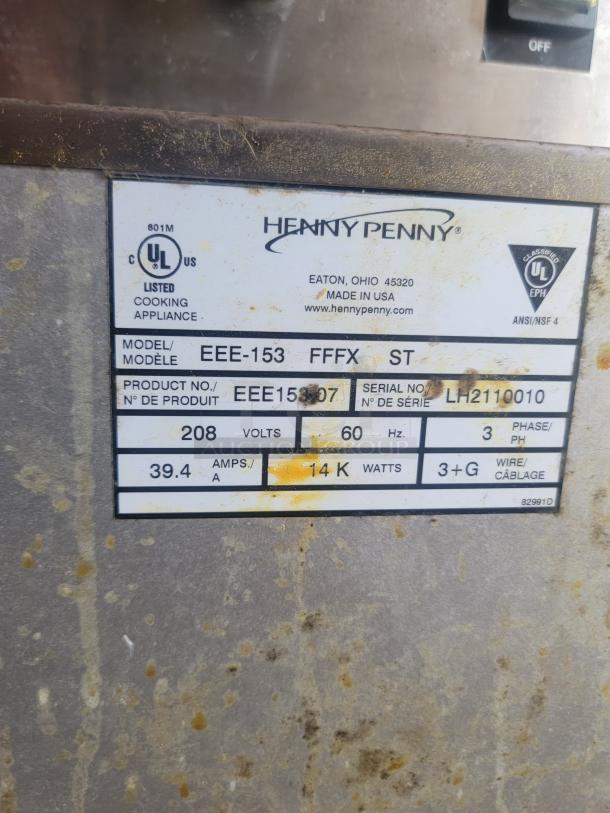 OFF
HENNY PENNY®
601M
C UL US
®
LISTED
COOKING
APPLIANCE
EATON, OHIO 45320
MADE IN USA
www.hennypenny.com
CLASSIFIED
UL
EPH
ANSI/NSF 4
MODEL/
MODÈLE EEE-153 FFFX ST
PRODUCT NO./
N° DE PRODUIT EEE153.07
SERIAL NO./
N° DE SÉRIE LH2110010
208 VOLTS 60 Hz. 3 PHASE/
PH
39.4 AMPS./
A 14 K WATTS 3+G WIRE/
CÂBLAGE
82991D
AUCTION GROUP